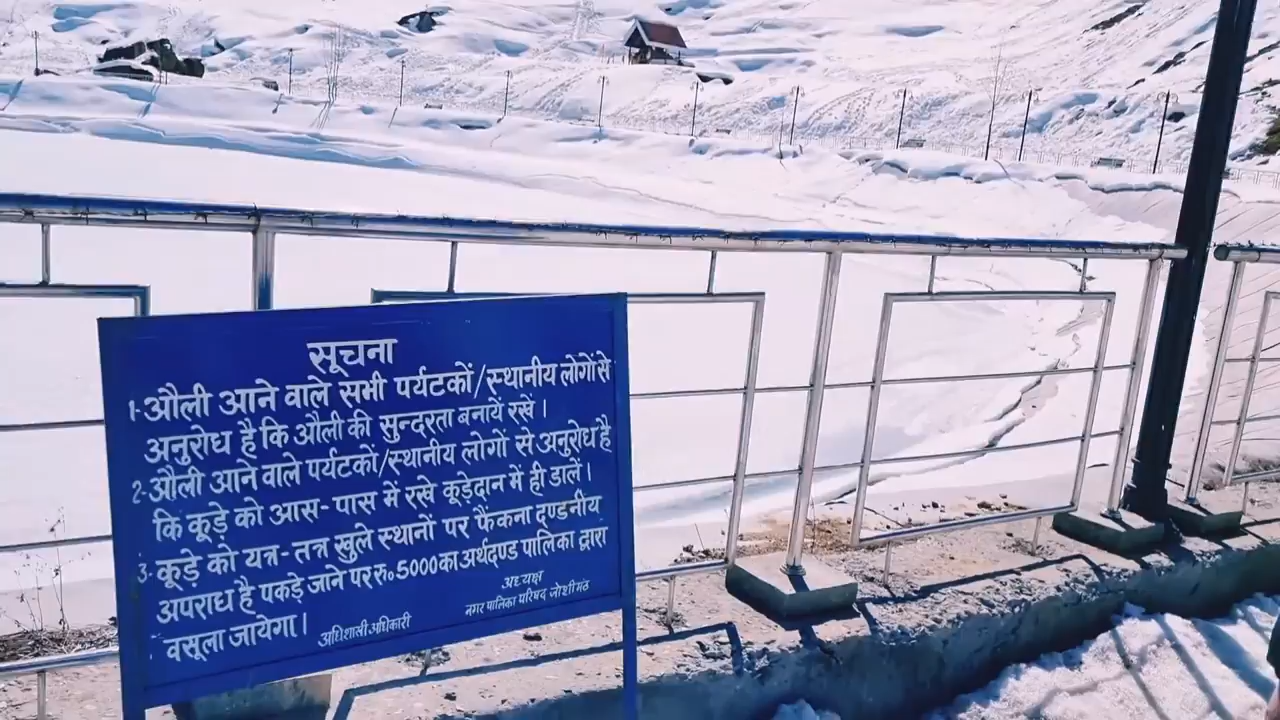 सूचना
1- औली आने वाले सभी पर्यटकों/स्थानीय लोगों से
अनुरोध है कि औली की सुन्दरता बनायें रखें।
2- औली आने वाले पर्यटकों/स्थानीय लोगों से अनुरोध है
कि कूड़े को आस-पास में रखे कूड़ेदान में ही डालें।
3- कूड़े को यत्र-तत्र खुले स्थानों पर फैंकना दण्डनीय
अपराध है पकड़े जाने पर रु० 5000 का अर्थदण्ड पालिका द्वारा
वसूला जायेगा।
अधिशासी अधिकारी
अध्यक्ष
नगर पालिका परिषद जोशीमठ